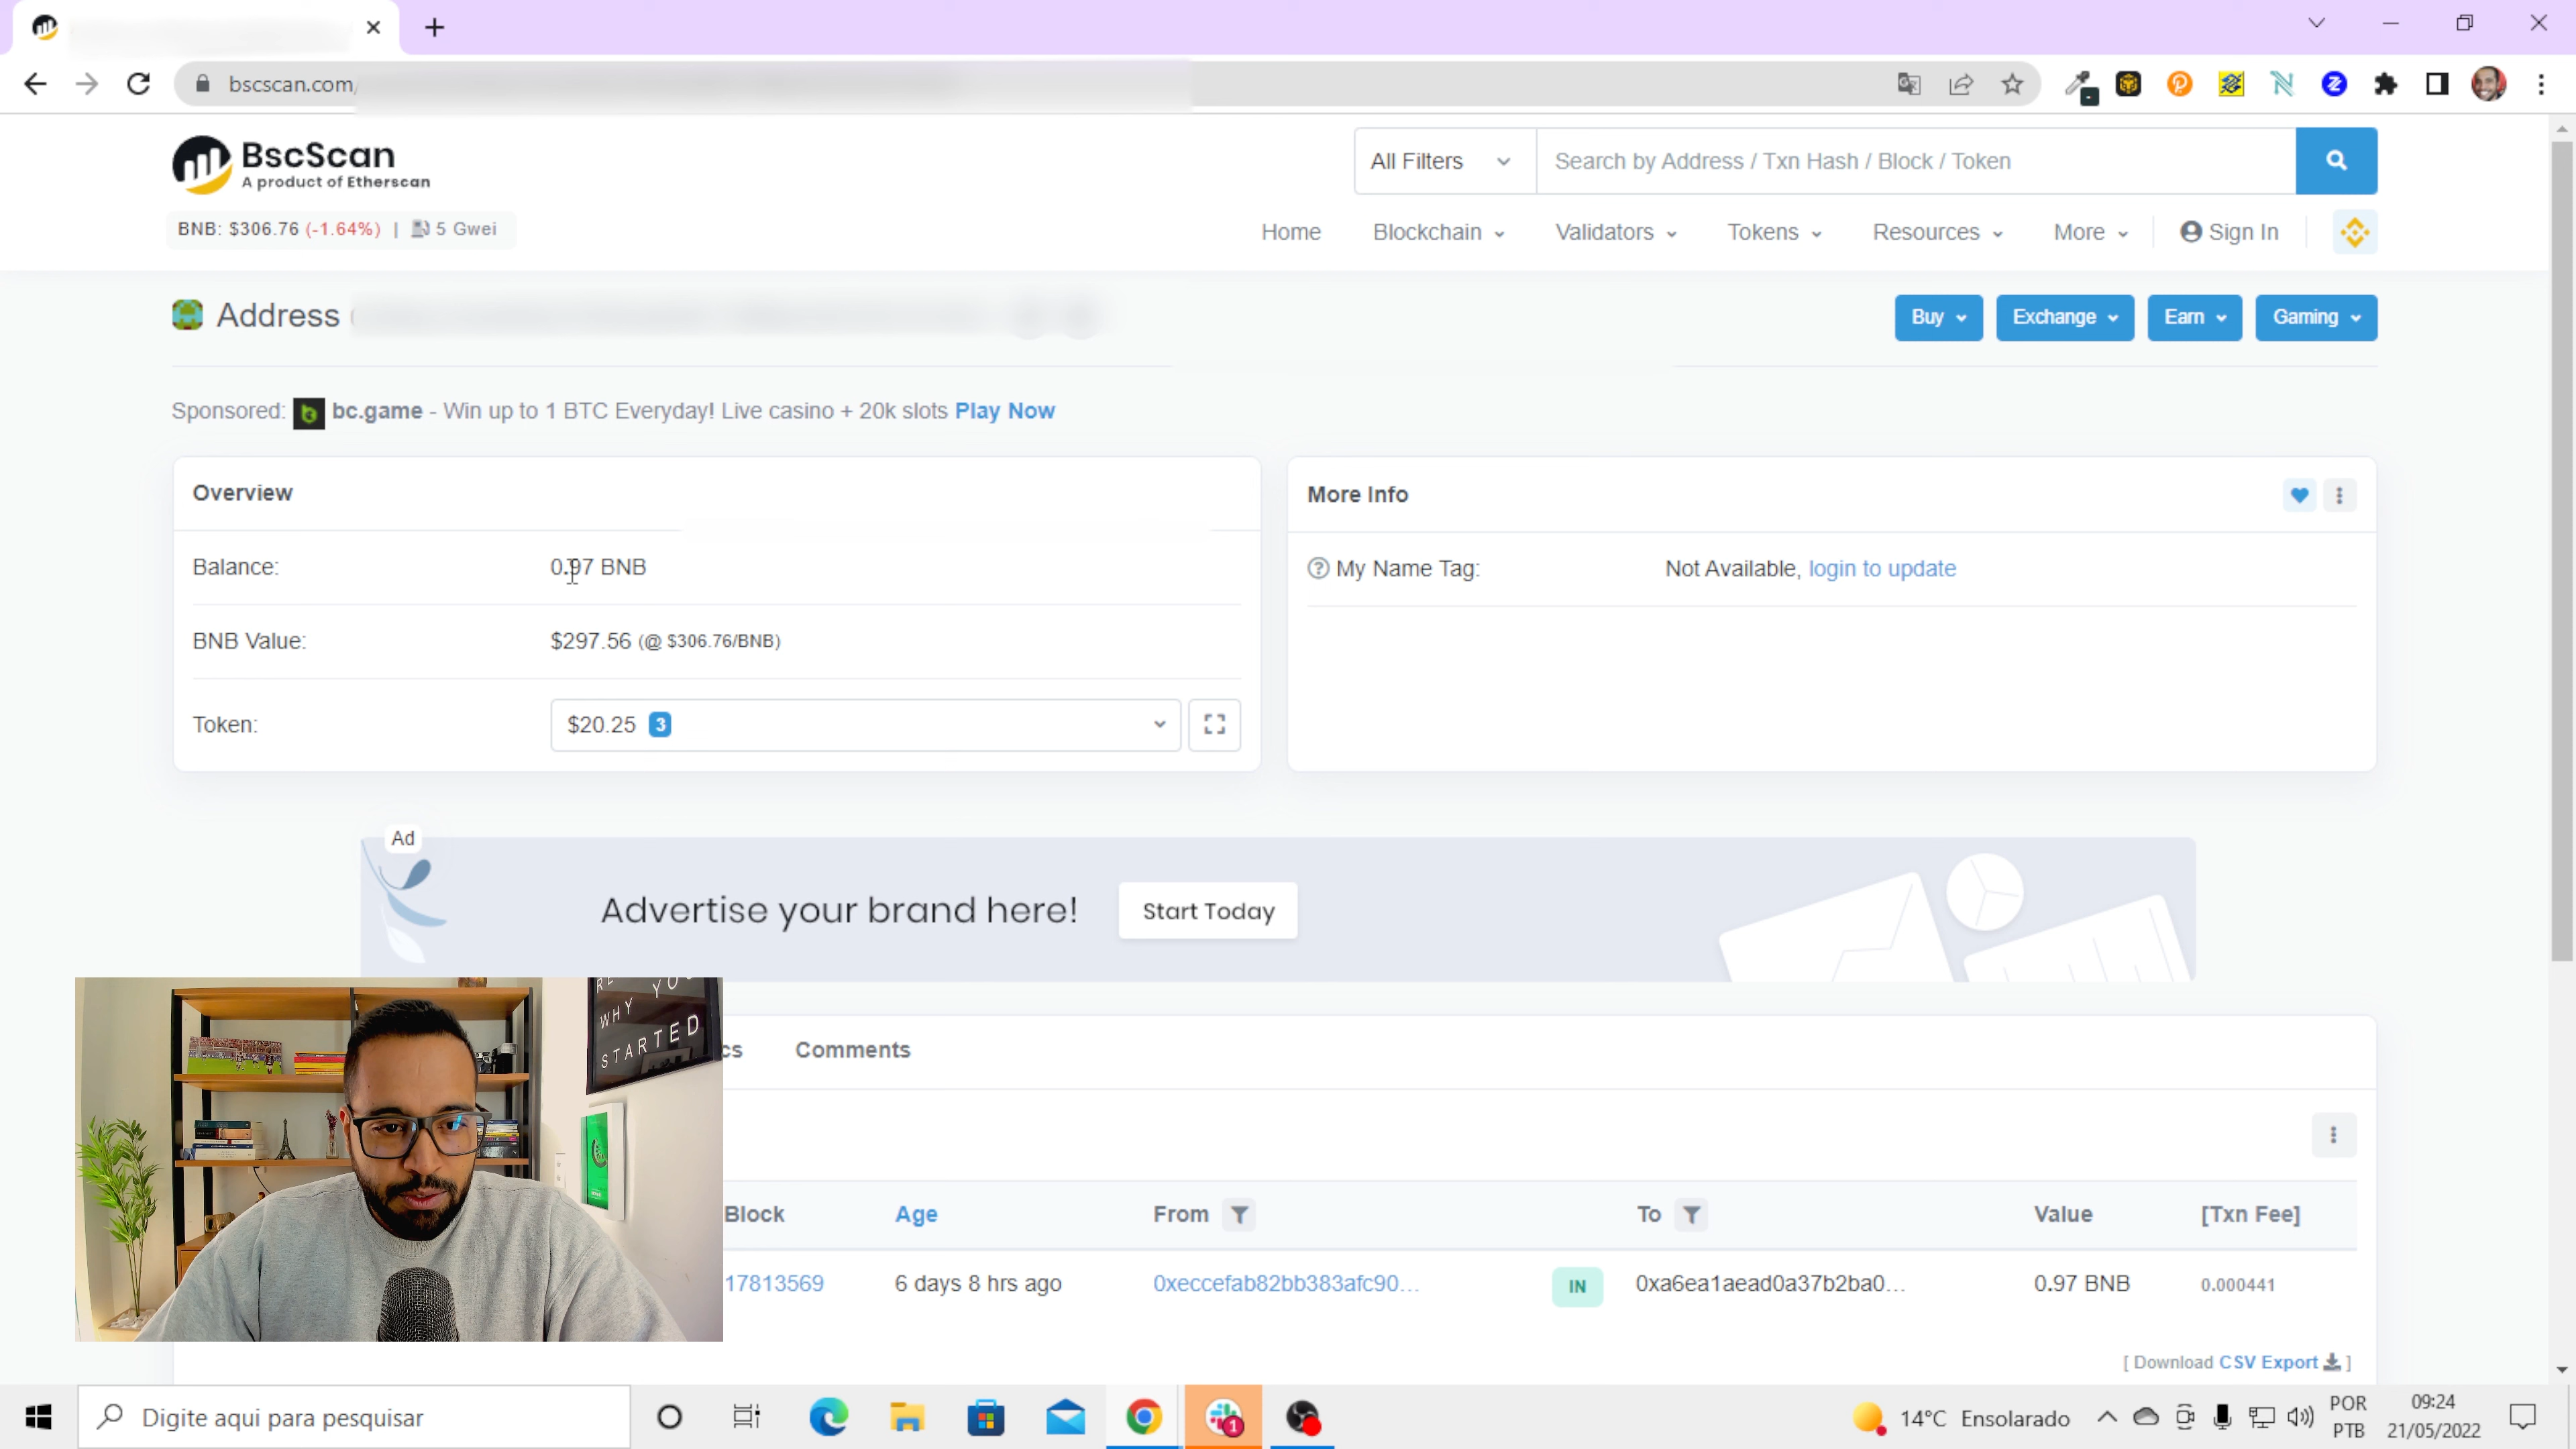 bscscan.com/
BscScan
A product of Etherscan
All Filters
Search by Address / Txn Hash / Block / Token
BNB: $306.76 (-1.64%) | 5 Gwei
Home Blockchain Validators Tokens Resources More Sign In
Address
Buy Exchange Earn Gaming
Sponsored: bc.game - Win up to 1 BTC Everyday! Live casino + 20k slots Play Now
Overview
Balance: 0.97 BNB
BNB Value: $297.56 (@ $306.76/BNB)
Token: $20.25 3
More Info
My Name Tag: Not Available, login to update
Ad
Advertise your brand here! Start Today
WHY YOU
STARTED
cs Comments
Block Age From To Value [Txn Fee]
17813569 6 days 8 hrs ago 0xeccefab82bb383afc90... IN 0xa6ea1aead0a37b2ba0... 0.97 BNB 0.000441
[ Download CSV Export ]
Digite aqui para pesquisar
1
14°C Ensolarado
POR
PTB
09:24
21/05/2022